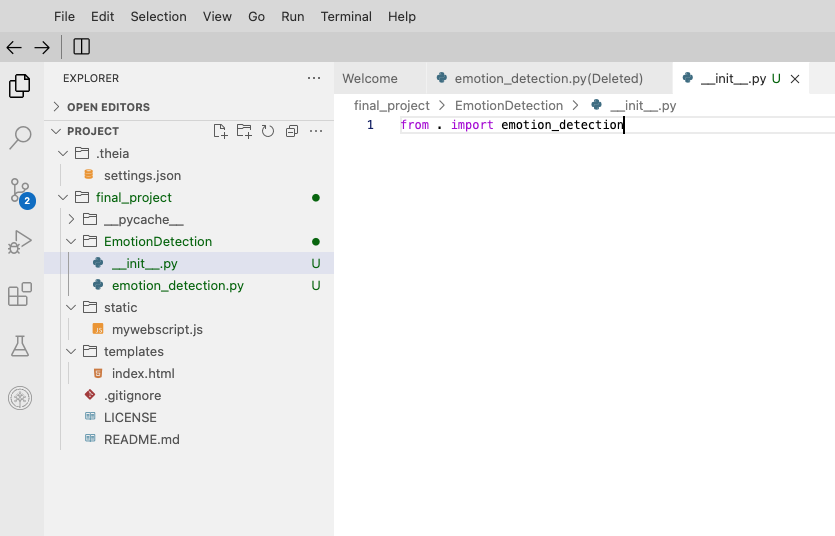 File Edit Selection View Go Run Terminal Help
EXPLORER
OPEN EDITORS
PROJECT
.theia
settings.json
final_project
__pycache__
EmotionDetection
__init__.py U
emotion_detection.py U
static
mywebscript.js
templates
index.html
.gitignore
LICENSE
README.md
2
Welcome emotion_detection.py(Deleted) __init__.py U
final_project EmotionDetection __init__.py
1 from . import emotion_detection